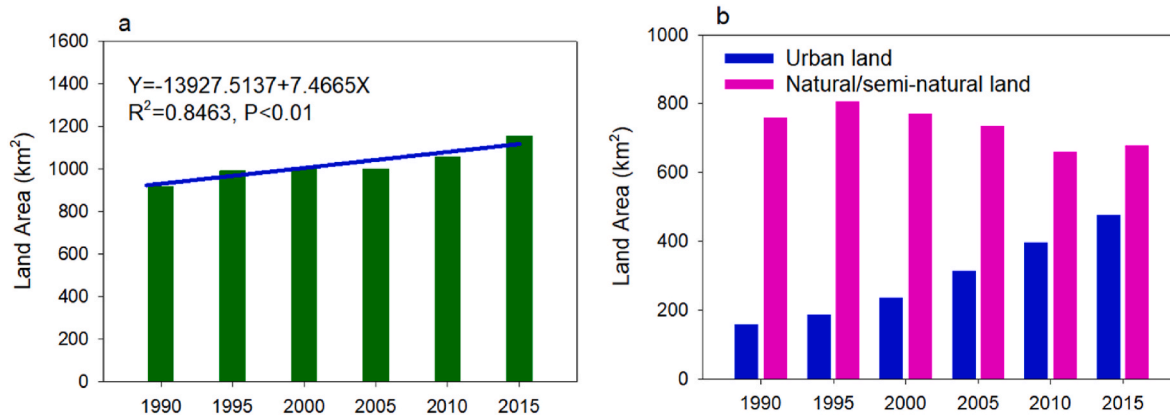 a
Land Area (km²)
1600
1400
1200
1000
800
600
400
200
0
Y=-13927.5137+7.4665X
R²=0.8463, P<0.01
1990 1995 2000 2005 2010 2015
b
Land Area (km²)
1000
800
600
400
200
0
Urban land
Natural/semi-natural land
1990 1995 2000 2005 2010 2015